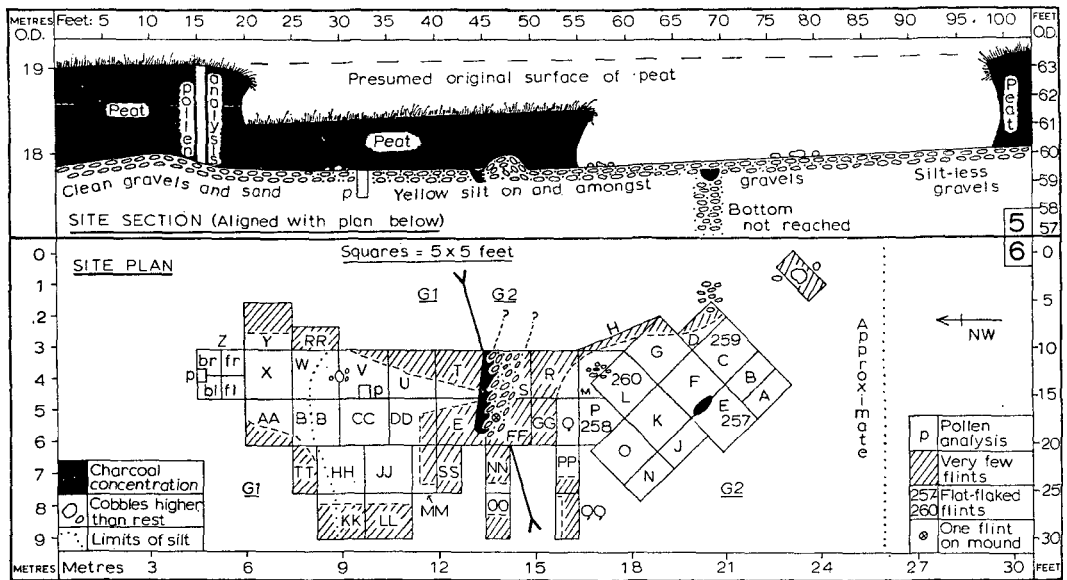 METRES O.D. Feet: 5 10 15 20 25 30 35 40 45 50 55 60 65 70 75 80 85 90 95. 100 FEET O.D.
19 Presumed original surface of peat 63
Peat pollen analysis Peat 62
Peat 61
18 60
Clean gravels and sand p Yellow silt on and amongst gravels Silt-less gravels 59
Bottom not reached 58
SITE SECTION (Aligned with plan below) 5 57
0 SITE PLAN Squares = 5 x 5 feet 6 0
1 G1 G2 5
2 ? ? H NW
Z Y RR D 259
3 br fr W G C 10
p X V U T S R 260 F B
4 bl fl p M L A 15
5 AA B B CC DD E P K E
6 FF GG Q 258 257 20
O J
7 TT HH JJ SS NN PP N
G1 MM OO QQ G2 25
8 KK LL
9 30
Approximate
Charcoal concentration
Cobbles higher than rest
Limits of silt
p Pollen analysis
Very few flints
257 260 Flat-flaked flints
One flint on mound
METRES Metres 3 6 9 12 15 18 21 24 27 30 FEET